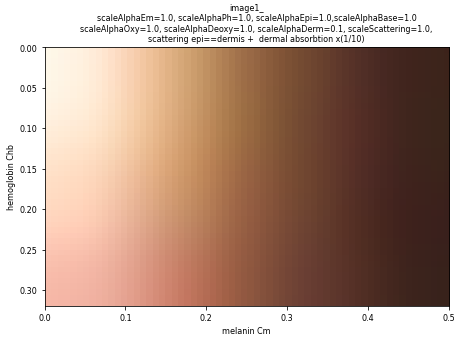 image1_
scaleAlphaEm=1.0, scaleAlphaPh=1.0, scaleAlphaEpi=1.0,scaleAlphaBase=1.0
scaleAlphaOxy=1.0, scaleAlphaDeoxy=1.0, scaleAlphaDerm=0.1, scaleScattering=1.0,
scattering epi==dermis +  dermal absorbtion x(1/10)
0.00
0.05
0.10
0.15
0.20
0.25
0.30
hemoglobin Chb
0.0 0.1 0.2 0.3 0.4 0.5
melanin Cm